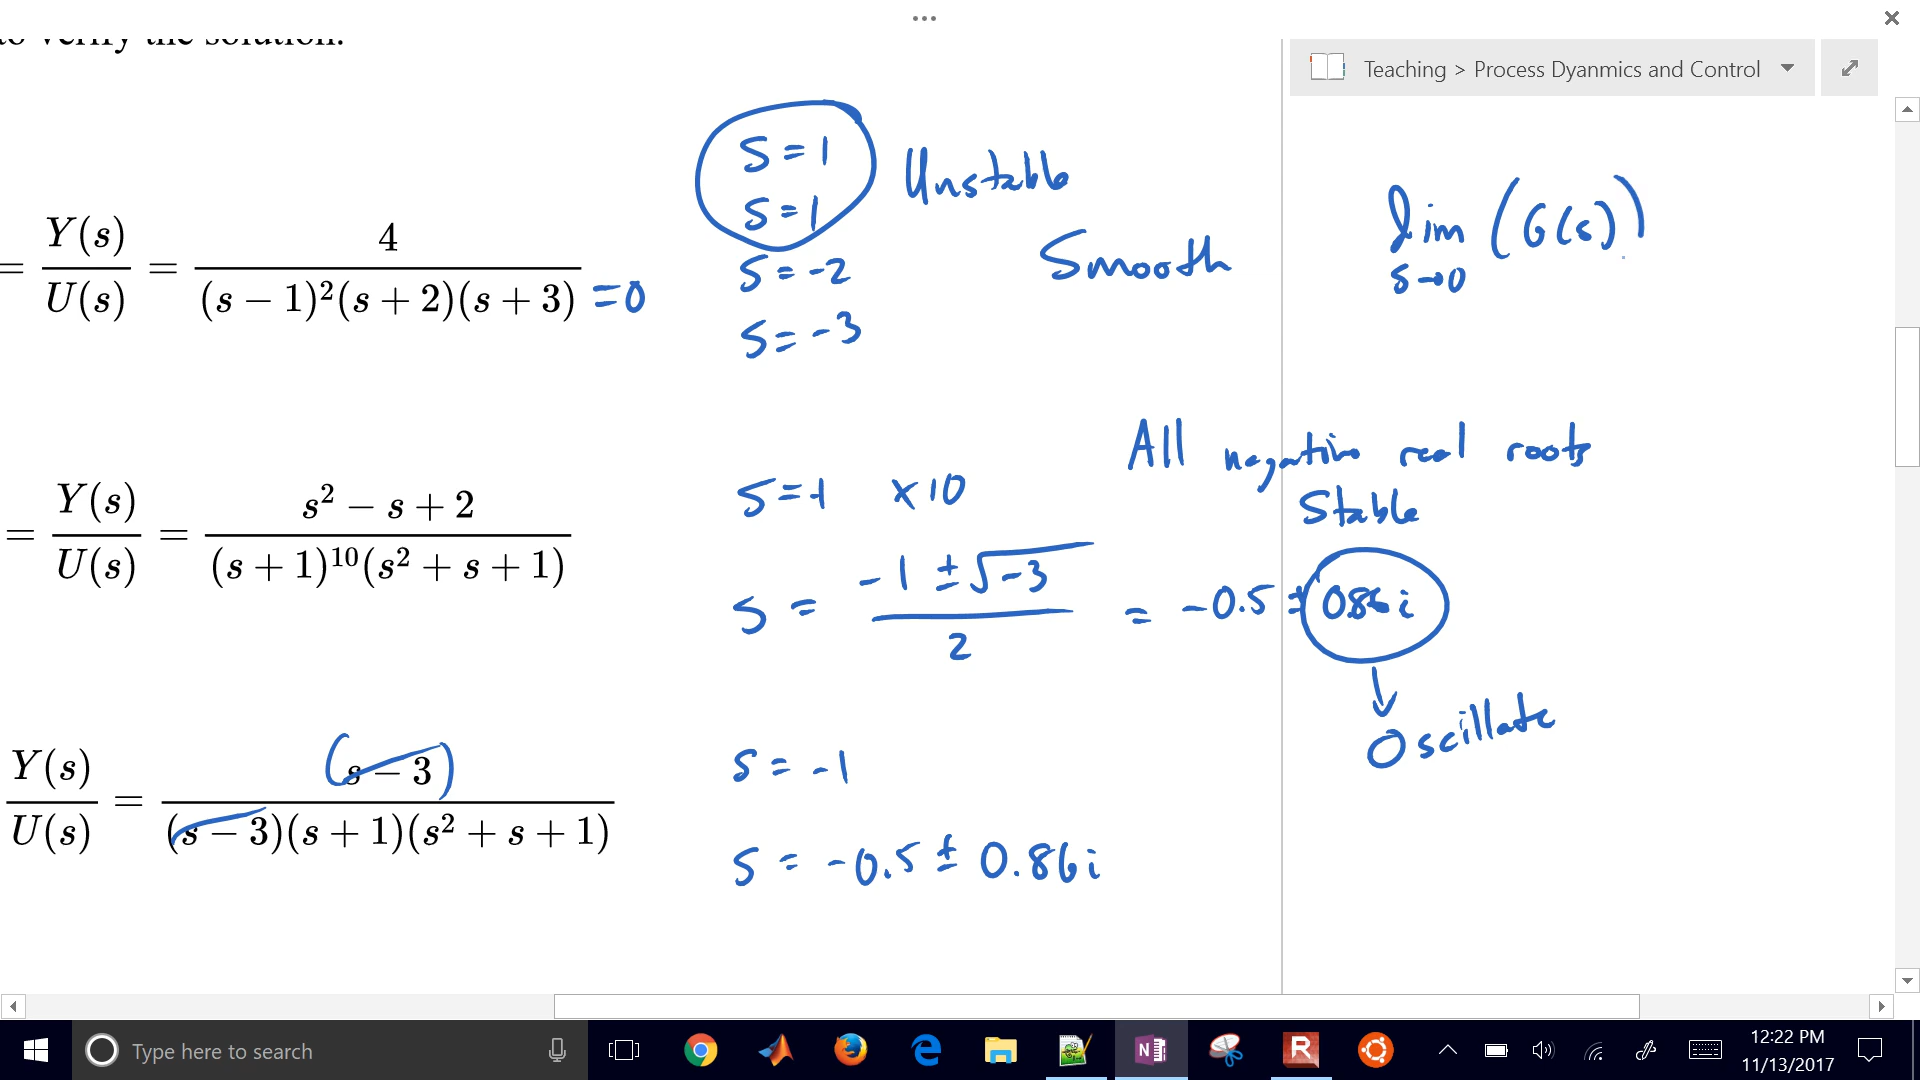 to verify the solution.
Teaching > Process Dyanmics and Control
S = 1
S = 1
Unstable
S = -2
S = -3
Smooth
lim (G(s))
s→0
= Y(s)/U(s) = 4/((s − 1)²(s + 2)(s + 3)) =0
All negative real roots
Stable
= Y(s)/U(s) = (s² − s + 2)/((s + 1)¹⁰(s² + s + 1))
S = -1 ×10
S = (-1 ± √-3)/2 = -0.5 ± 0.86 i
Oscillate
Y(s)/U(s) = (s − 3)/((s − 3)(s + 1)(s² + s + 1))
S = -1
S = -0.5 ± 0.86 i
Type here to search
12:22 PM
11/13/2017